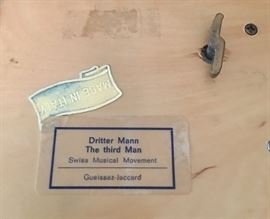 MADE IN ITALY
Dritter Mann
The third Man
Swiss Musical Movement
Gueissaz-Jaccard